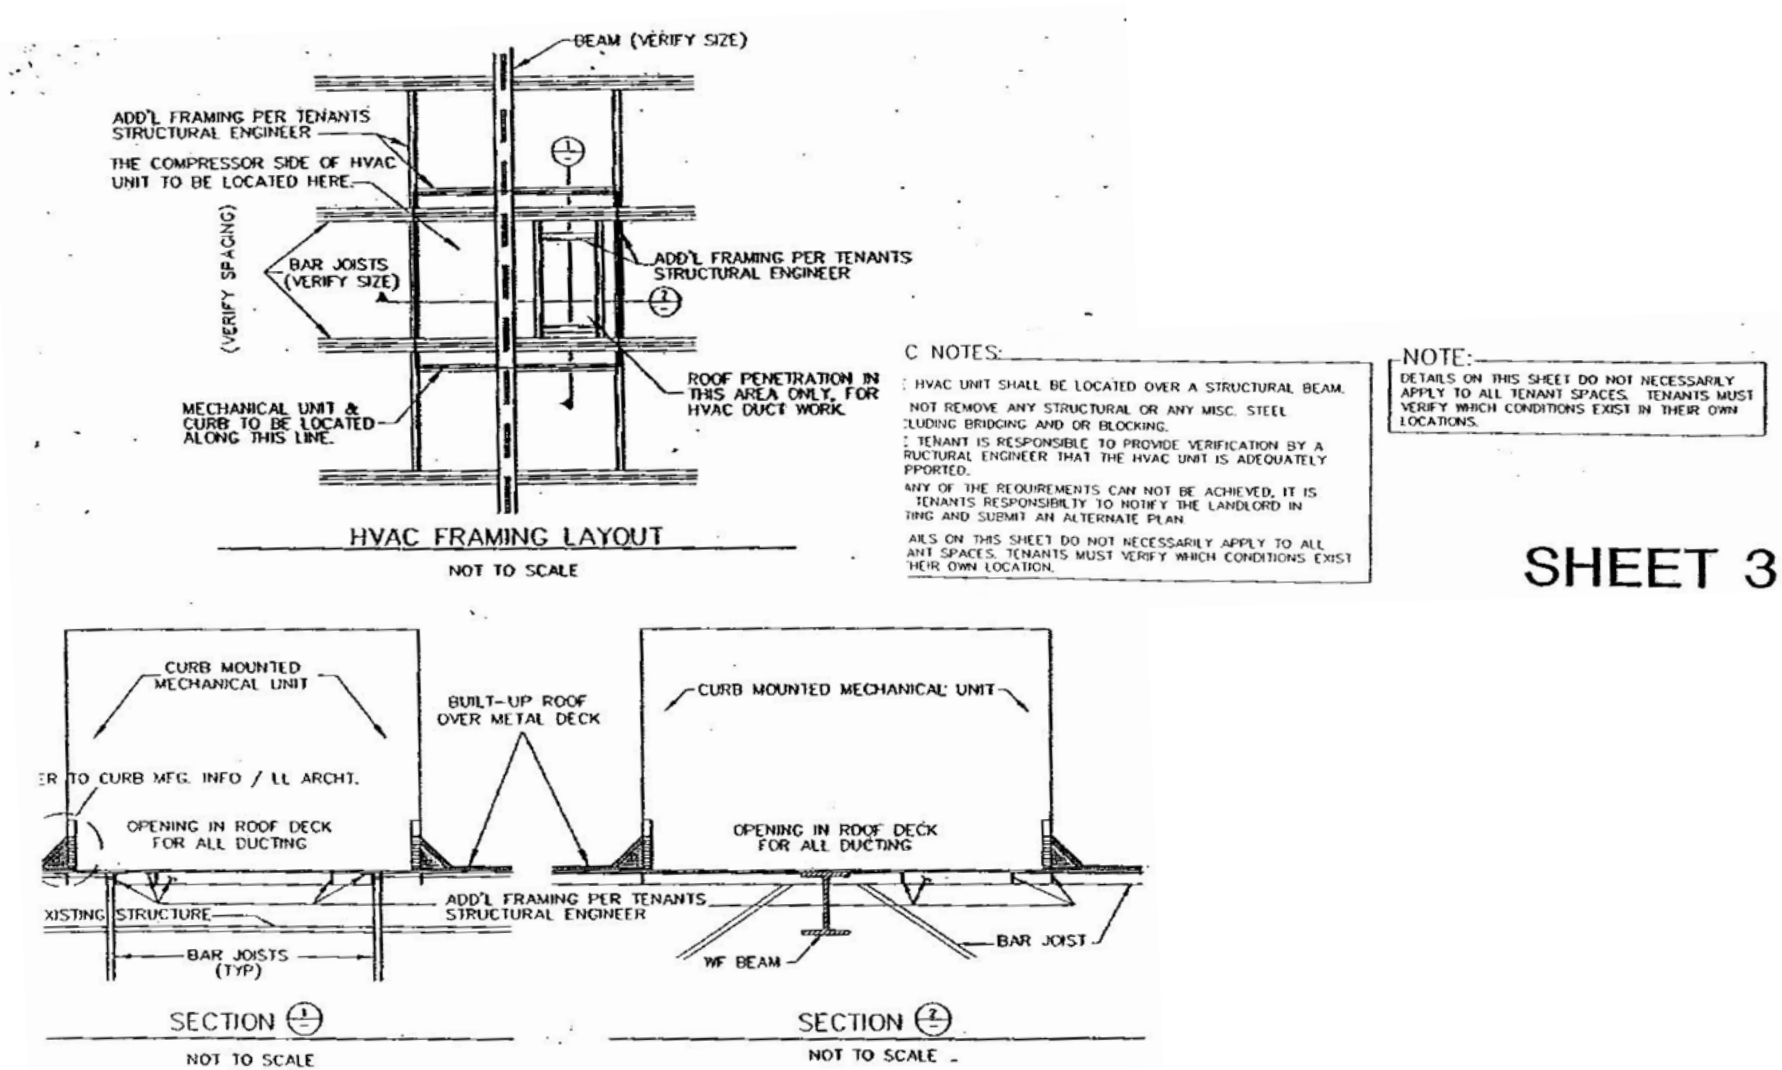 BEAM (VERIFY SIZE)
ADD'L FRAMING PER TENANTS
STRUCTURAL ENGINEER
THE COMPRESSOR SIDE OF HVAC
UNIT TO BE LOCATED HERE.
1
-
(VERIFY SPACING)
BAR JOISTS
(VERIFY SIZE)
ADD'L FRAMING PER TENANTS
STRUCTURAL ENGINEER
2
-
ROOF PENETRATION IN
THIS AREA ONLY, FOR
HVAC DUCT WORK
MECHANICAL UNIT &
CURB TO BE LOCATED
ALONG THIS LINE.
HVAC FRAMING LAYOUT
NOT TO SCALE
C NOTES:
HVAC UNIT SHALL BE LOCATED OVER A STRUCTURAL BEAM.
NOT REMOVE ANY STRUCTURAL OR ANY MISC. STEEL
CLUDING BRIDGING AND OR BLOCKING.
TENANT IS RESPONSIBLE TO PROVIDE VERIFICATION BY A
RUCTURAL ENGINEER THAT THE HVAC UNIT IS ADEQUATELY
PPORTED.
ANY OF THE REQUIREMENTS CAN NOT BE ACHIEVED, IT IS
TENANTS RESPONSIBILTY TO NOTIFY THE LANDLORD IN
TING AND SUBMIT AN ALTERNATE PLAN.
AILS ON THIS SHEET DO NOT NECESSARILY APPLY TO ALL
ANT SPACES. TENANTS MUST VERIFY WHICH CONDITIONS EXIST
HEIR OWN LOCATION.
NOTE:
DETAILS ON THIS SHEET DO NOT NECESSARILY
APPLY TO ALL TENANT SPACES. TENANTS MUST
VERIFY WHICH CONDITIONS EXIST IN THEIR OWN
LOCATIONS.
SHEET 3
CURB MOUNTED
MECHANICAL UNIT
ER TO CURB MFG. INFO / LL ARCHT.
OPENING IN ROOF DECK
FOR ALL DUCTING
BUILT-UP ROOF
OVER METAL DECK
ADD'L FRAMING PER TENANTS
STRUCTURAL ENGINEER
XISTING STRUCTURE
BAR JOISTS
(TYP)
SECTION 1
-
NOT TO SCALE
CURB MOUNTED MECHANICAL UNIT
OPENING IN ROOF DECK
FOR ALL DUCTING
WF BEAM
BAR JOIST
SECTION 2
-
NOT TO SCALE